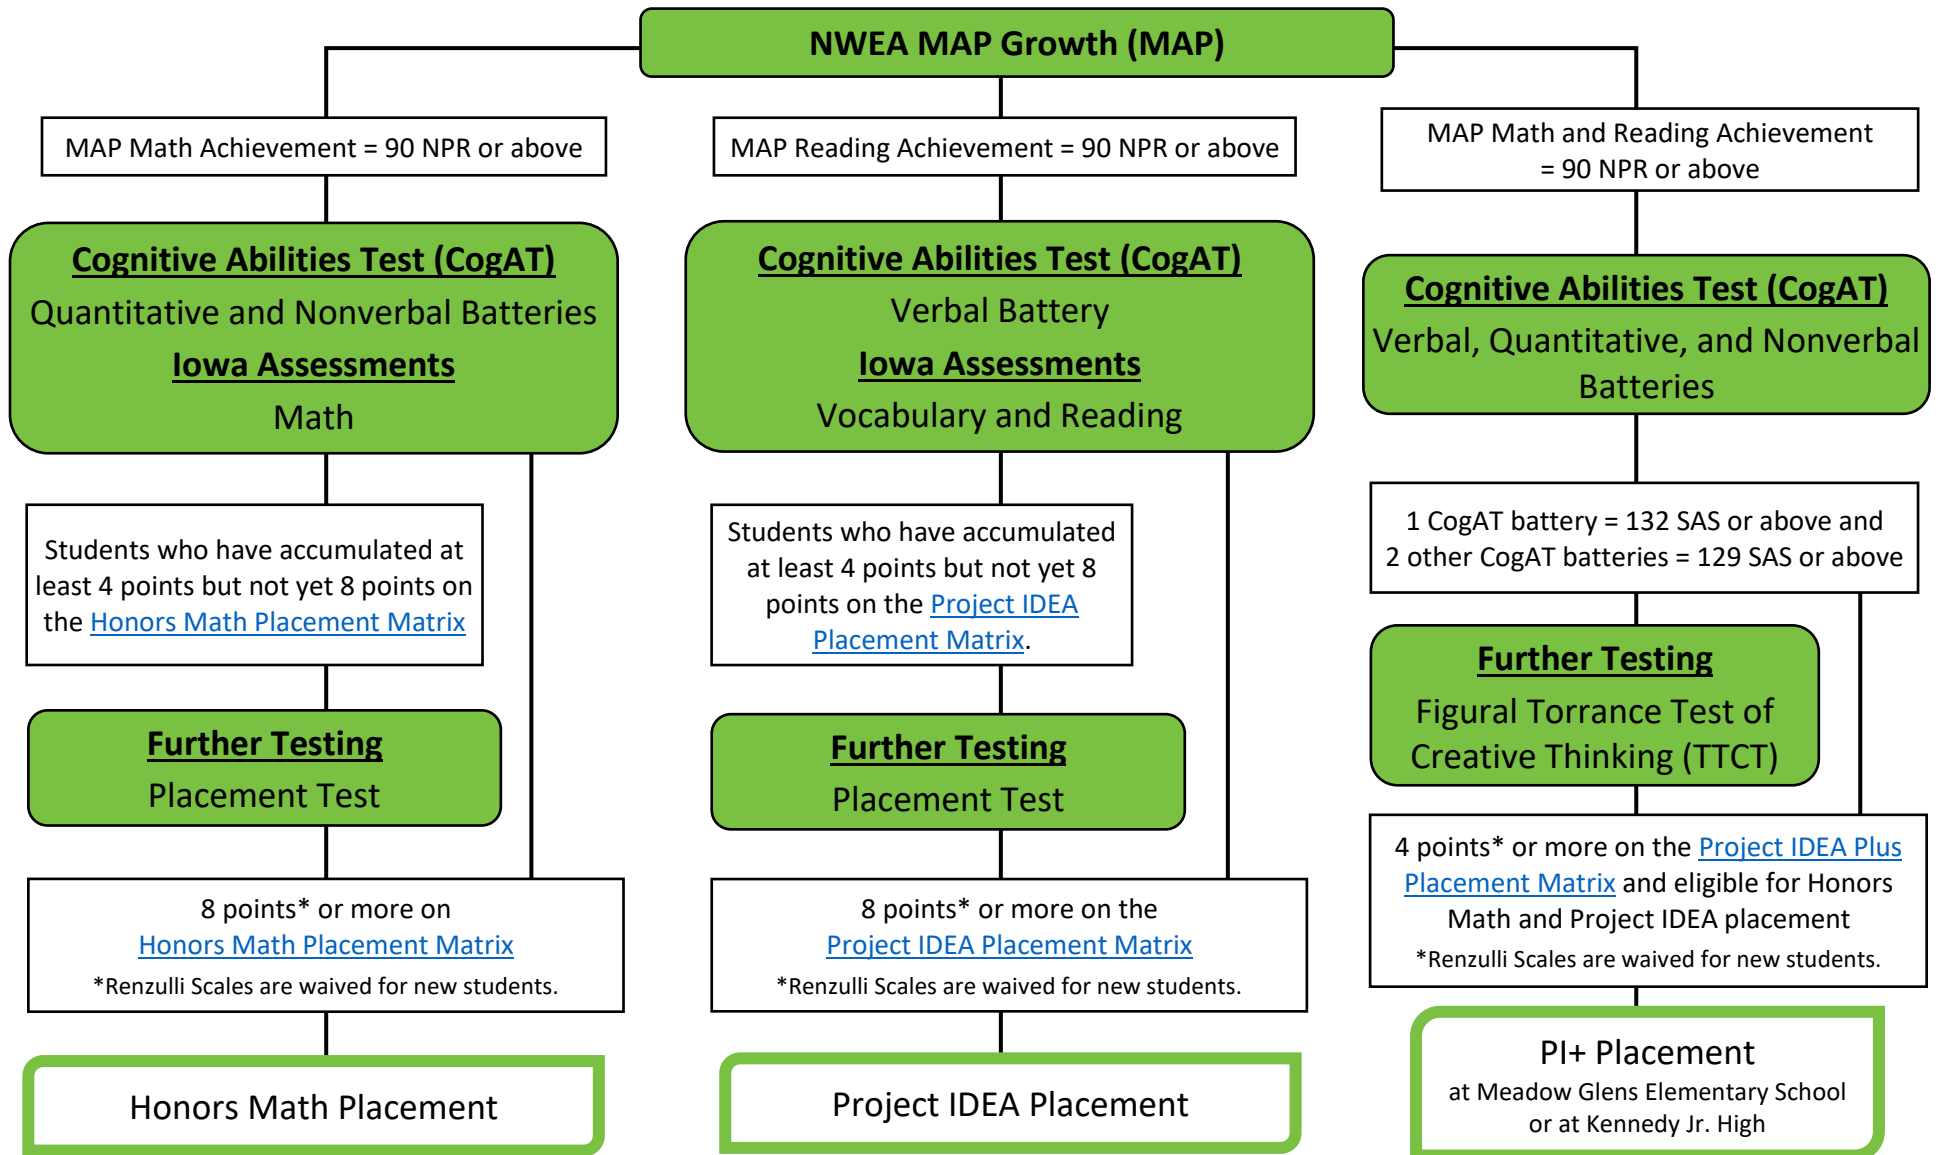 NWEA MAP Growth (MAP)
MAP Math Achievement = 90 NPR or above
Cognitive Abilities Test (CogAT)
Quantitative and Nonverbal Batteries
Iowa Assessments
Math
Students who have accumulated at
least 4 points but not yet 8 points on
the Honors Math Placement Matrix
Further Testing
Placement Test
8 points* or more on
Honors Math Placement Matrix
*Renzulli Scales are waived for new students.
Honors Math Placement
MAP Reading Achievement = 90 NPR or above
Cognitive Abilities Test (CogAT)
Verbal Battery
Iowa Assessments
Vocabulary and Reading
Students who have accumulated
at least 4 points but not yet 8
points on the Project IDEA
Placement Matrix.
Further Testing
Placement Test
8 points* or more on the
Project IDEA Placement Matrix
*Renzulli Scales are waived for new students.
Project IDEA Placement
MAP Math and Reading Achievement
= 90 NPR or above
Cognitive Abilities Test (CogAT)
Verbal, Quantitative, and Nonverbal
Batteries
1 CogAT battery = 132 SAS or above and
2 other CogAT batteries = 129 SAS or above
Further Testing
Figural Torrance Test of
Creative Thinking (TTCT)
4 points* or more on the Project IDEA Plus
Placement Matrix and eligible for Honors
Math and Project IDEA placement
*Renzulli Scales are waived for new students.
PI+ Placement
at Meadow Glens Elementary School
or at Kennedy Jr. High